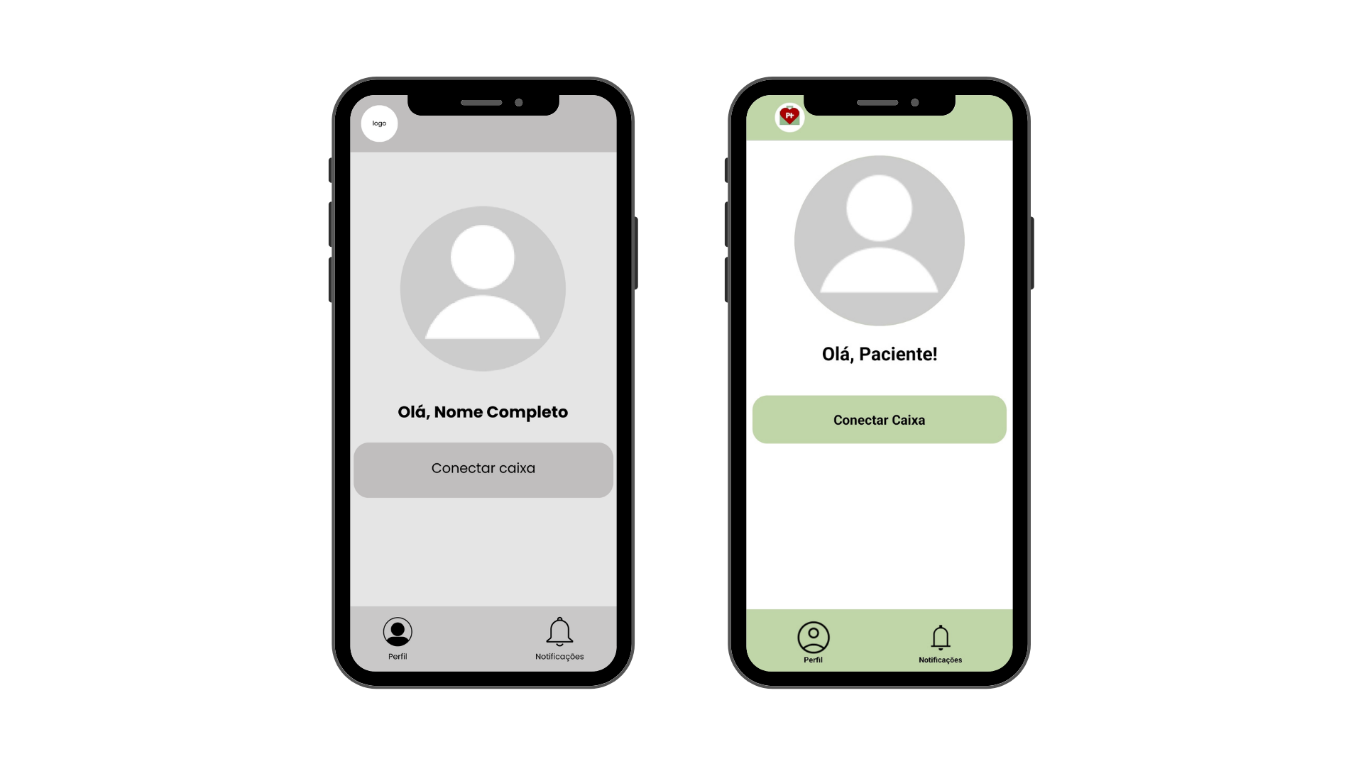 logo
Olá, Nome Completo
Conectar caixa
Perfil
Notificações
P+
Olá, Paciente!
Conectar Caixa
Perfil
Notificações